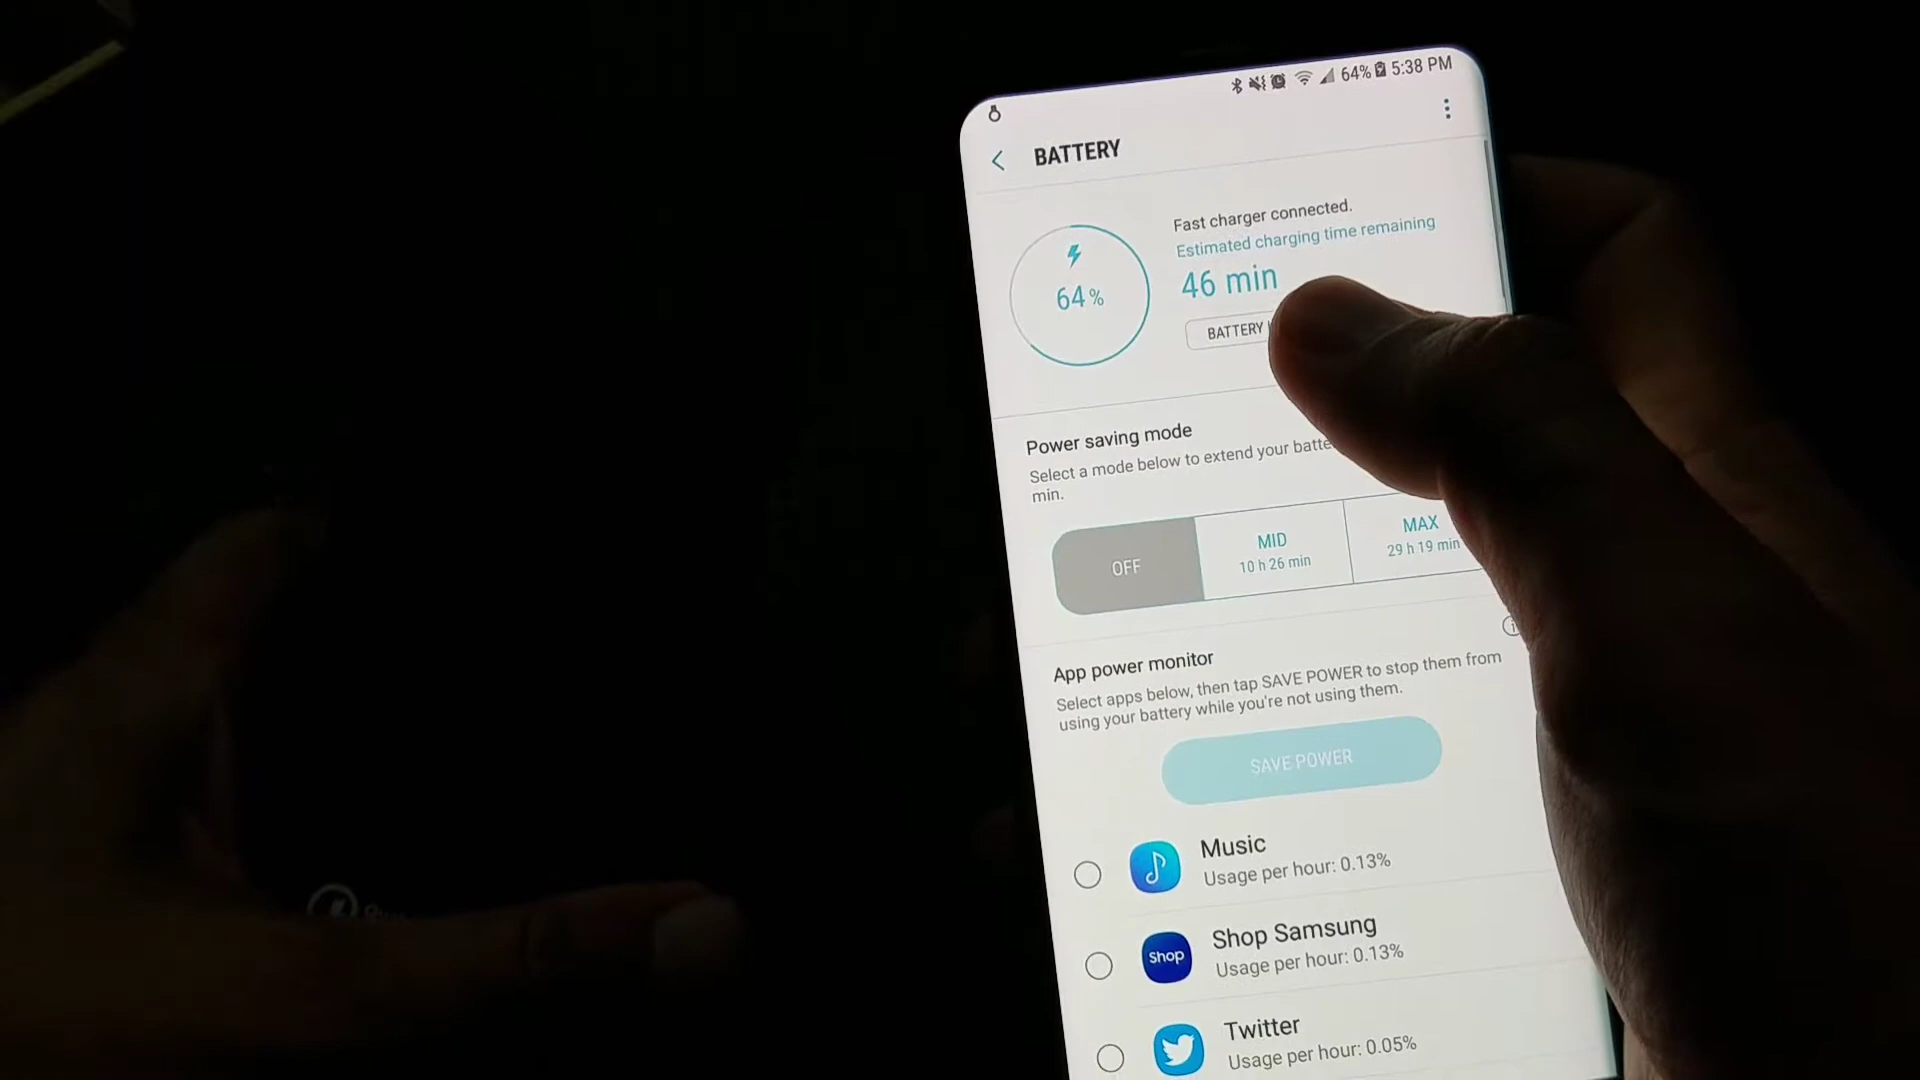 64% 5:38 PM
BATTERY
Fast charger connected.
Estimated charging time remaining
64%
46 min
BATTERY
Power saving mode
Select a mode below to extend your
min.
OFF
MID
10 h 26 min
MAX
29 h 19 min
App power monitor
Select apps below, then tap SAVE POWER to stop them from
using your battery while you're not using them.
SAVE POWER
Music
Usage per hour: 0.13%
Shop
Shop Samsung
Usage per hour: 0.13%
Twitter
Usage per hour: 0.05%